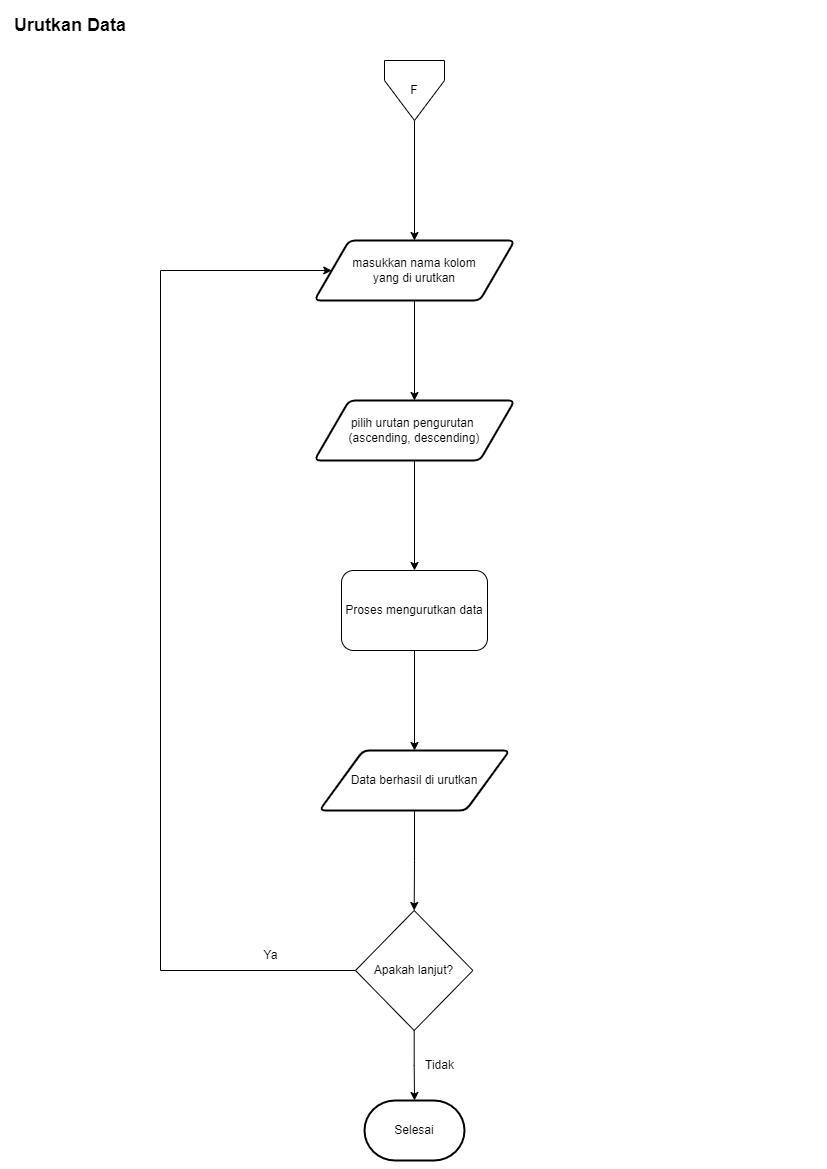 Urutkan Data
F
masukkan nama kolom
yang di urutkan
pilih urutan pengurutan
(ascending, descending)
Proses mengurutkan data
Data berhasil di urutkan
Apakah lanjut?
Ya
Tidak
Selesai